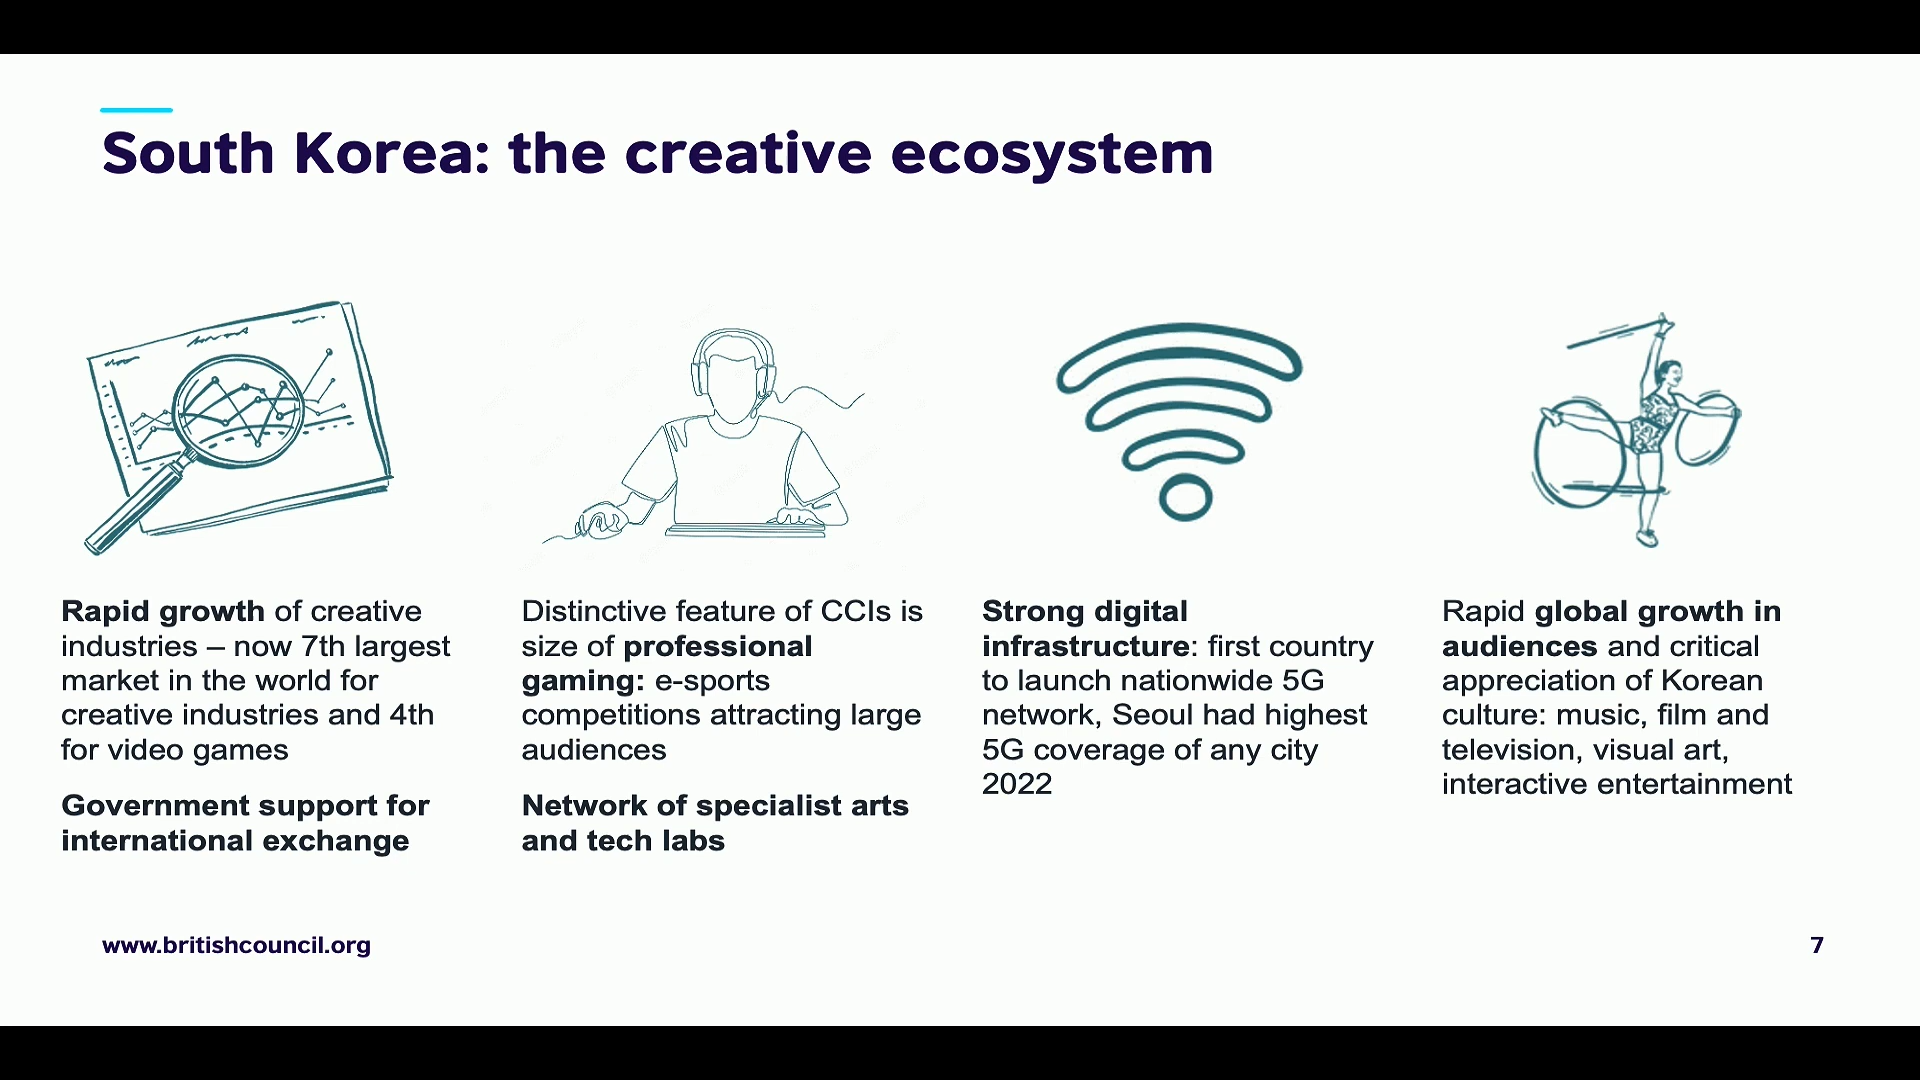 South Korea: the creative ecosystem
Rapid growth of creative
industries – now 7th largest
market in the world for
creative industries and 4th
for video games
Government support for
international exchange
Distinctive feature of CCIs is
size of professional
gaming: e-sports
competitions attracting large
audiences
Network of specialist arts
and tech labs
Strong digital
infrastructure: first country
to launch nationwide 5G
network, Seoul had highest
5G coverage of any city
2022
Rapid global growth in
audiences and critical
appreciation of Korean
culture: music, film and
television, visual art,
interactive entertainment
www.britishcouncil.org
7